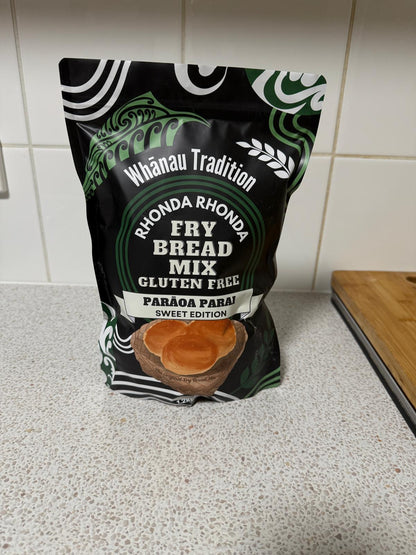 Whānau Tradition
RHONDA RHONDA
FRY
BREAD
MIX
GLUTEN FREE
PARĀOA PARAI
SWEET EDITION